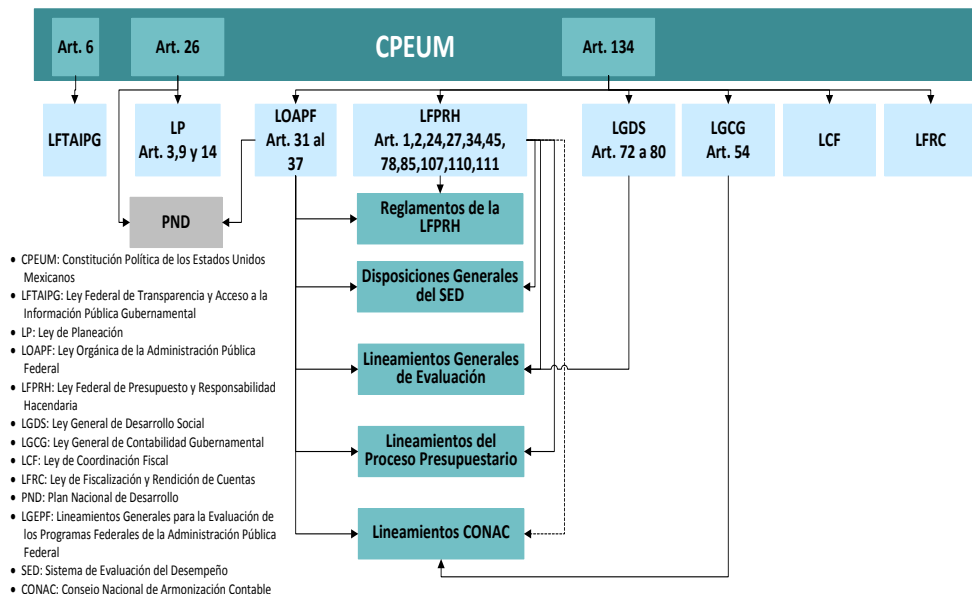 CPEUM
Art. 6
Art. 26
Art. 134
LFTAIPG
LP
Art. 3,9 y 14
LOAPF
Art. 31 al
37
LFPRH
Art. 1,2,24,27,34,45,
78,85,107,110,111
LGDS
Art. 72 a 80
LGCG
Art. 54
LCF
LFRC
PND
Reglamentos de la
LFPRH
Disposiciones Generales
del SED
Lineamientos Generales
de Evaluación
Lineamientos del
Proceso Presupuestario
Lineamientos CONAC
• CPEUM: Constitución Política de los Estados Unidos
Mexicanos
• LFTAIPG: Ley Federal de Transparencia y Acceso a la
Información Pública Gubernamental
• LP: Ley de Planeación
• LOAPF: Ley Orgánica de la Administración Pública
Federal
• LFPRH: Ley Federal de Presupuesto y Responsabilidad
Hacendaria
• LGDS: Ley General de Desarrollo Social
• LGCG: Ley General de Contabilidad Gubernamental
• LCF: Ley de Coordinación Fiscal
• LFRC: Ley de Fiscalización y Rendición de Cuentas
• PND: Plan Nacional de Desarrollo
• LGEPF: Lineamientos Generales para la Evaluación de
los Programas Federales de la Administración Pública
Federal
• SED: Sistema de Evaluación del Desempeño
• CONAC: Consejo Nacional de Armonización Contable